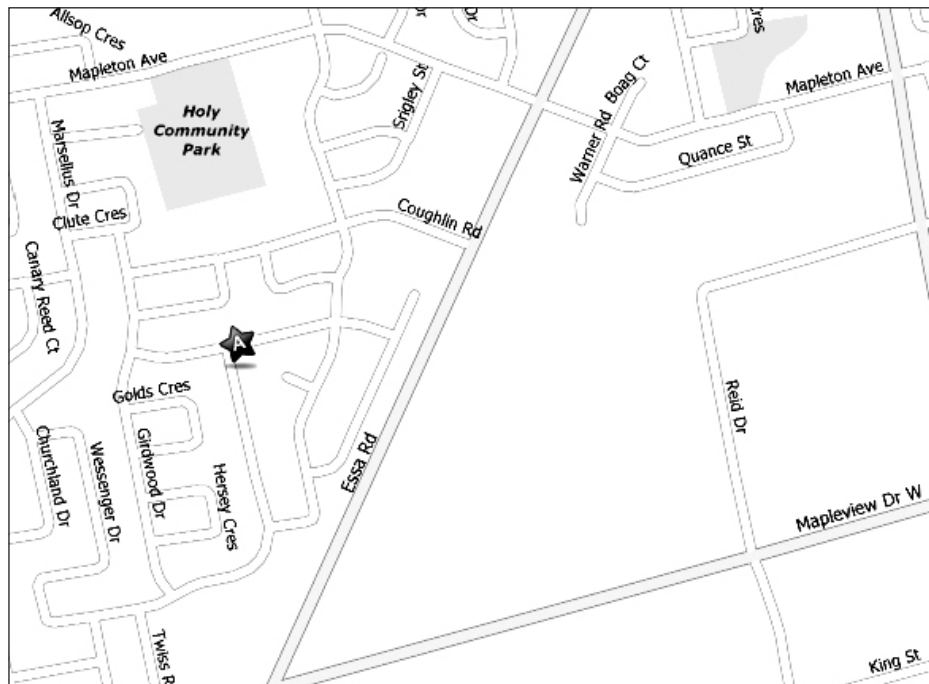 Allsop Cres
Mapleton Ave
Dr
Dr
Cres
Srigley St
Warner Rd
Boag Ct
Mapleton Ave
Holy
Community
Park
Marsellus Dr
Quance St
Clute Cres
Coughlin Rd
Canary Reed Ct
A
Golds Cres
Reid Dr
Churchland Dr
Wessenger Dr
Girdwood Dr
Hersey Cres
Essa Rd
Mapleview Dr W
Twiss R
King St